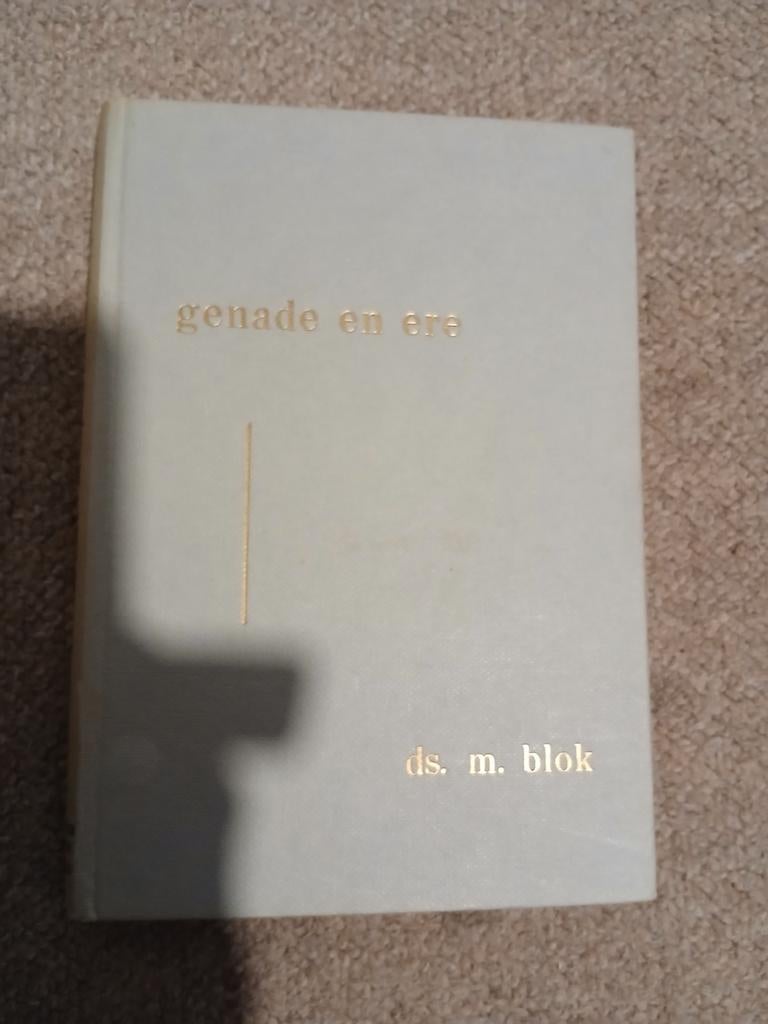 genade en ere
ds. m. blok